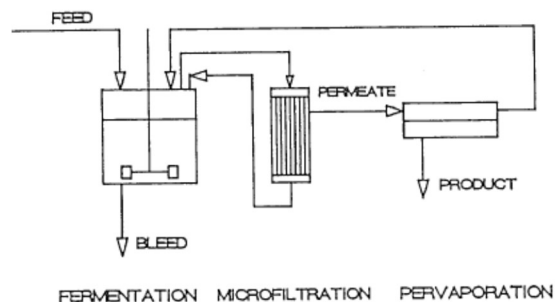 FEED
PERMEATE
PRODUCT
BLEED
FERMENTATION MICROFILTRATION PERVAPORATION